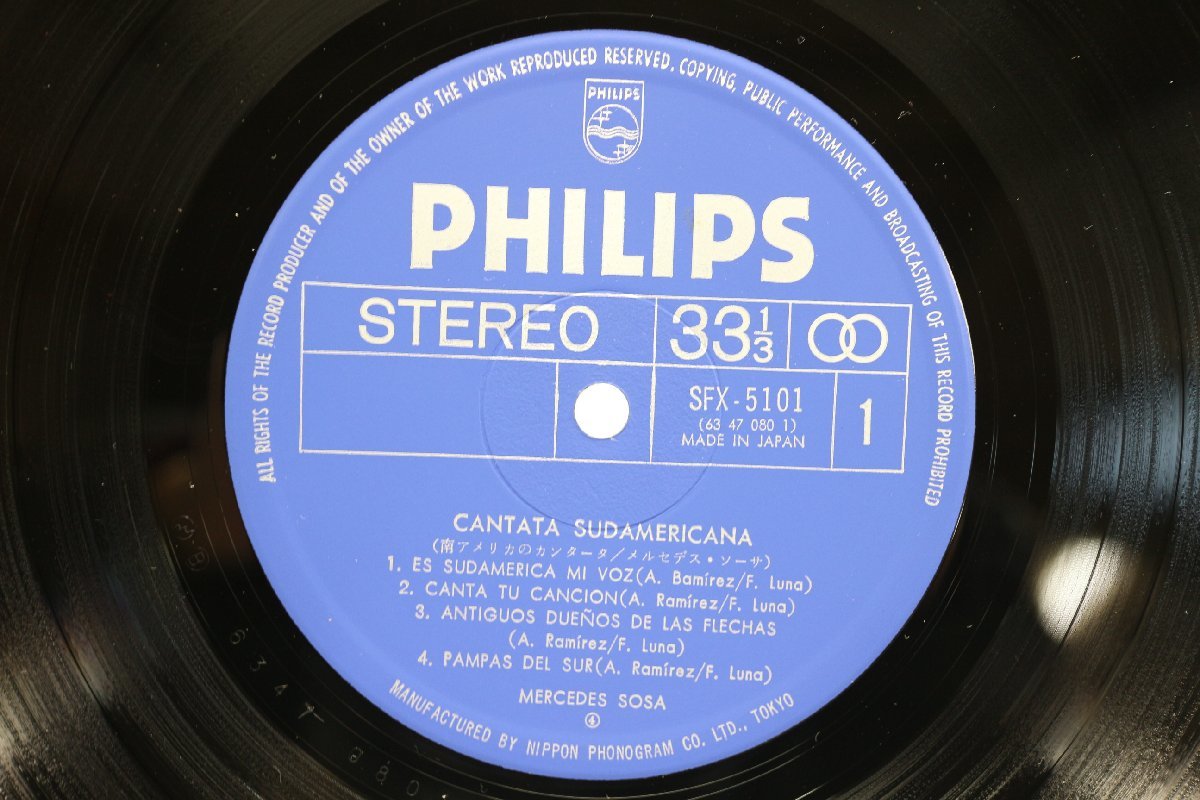 ALL RIGHTS OF THE RECORD PRODUCER AND OF THE OWNER OF THE WORK REPRODUCED RESERVED. COPYING, PUBLIC PERFORMANCE AND BROADCASTING OF THIS RECORD PROHIBITED
PHILIPS
PHILIPS
STEREO 33 1/3
SFX-5101
(63 47 080 1)
MADE IN JAPAN
1
CANTATA SUDAMERICANA
(南アメリカのカンタータ/メルセデス・ソーサ)
1. ES SUDAMERICA MI VOZ(A. Bamírez/F. Luna)
2. CANTA TU CANCION(A. Ramírez/F. Luna)
3. ANTIGUOS DUEÑOS DE LAS FLECHAS
(A. Ramírez/F. Luna)
4. PAMPAS DEL SUR(A. Ramírez/F. Luna)
MERCEDES SOSA
④
MANUFACTURED BY NIPPON PHONOGRAM CO. LTD., TOKYO